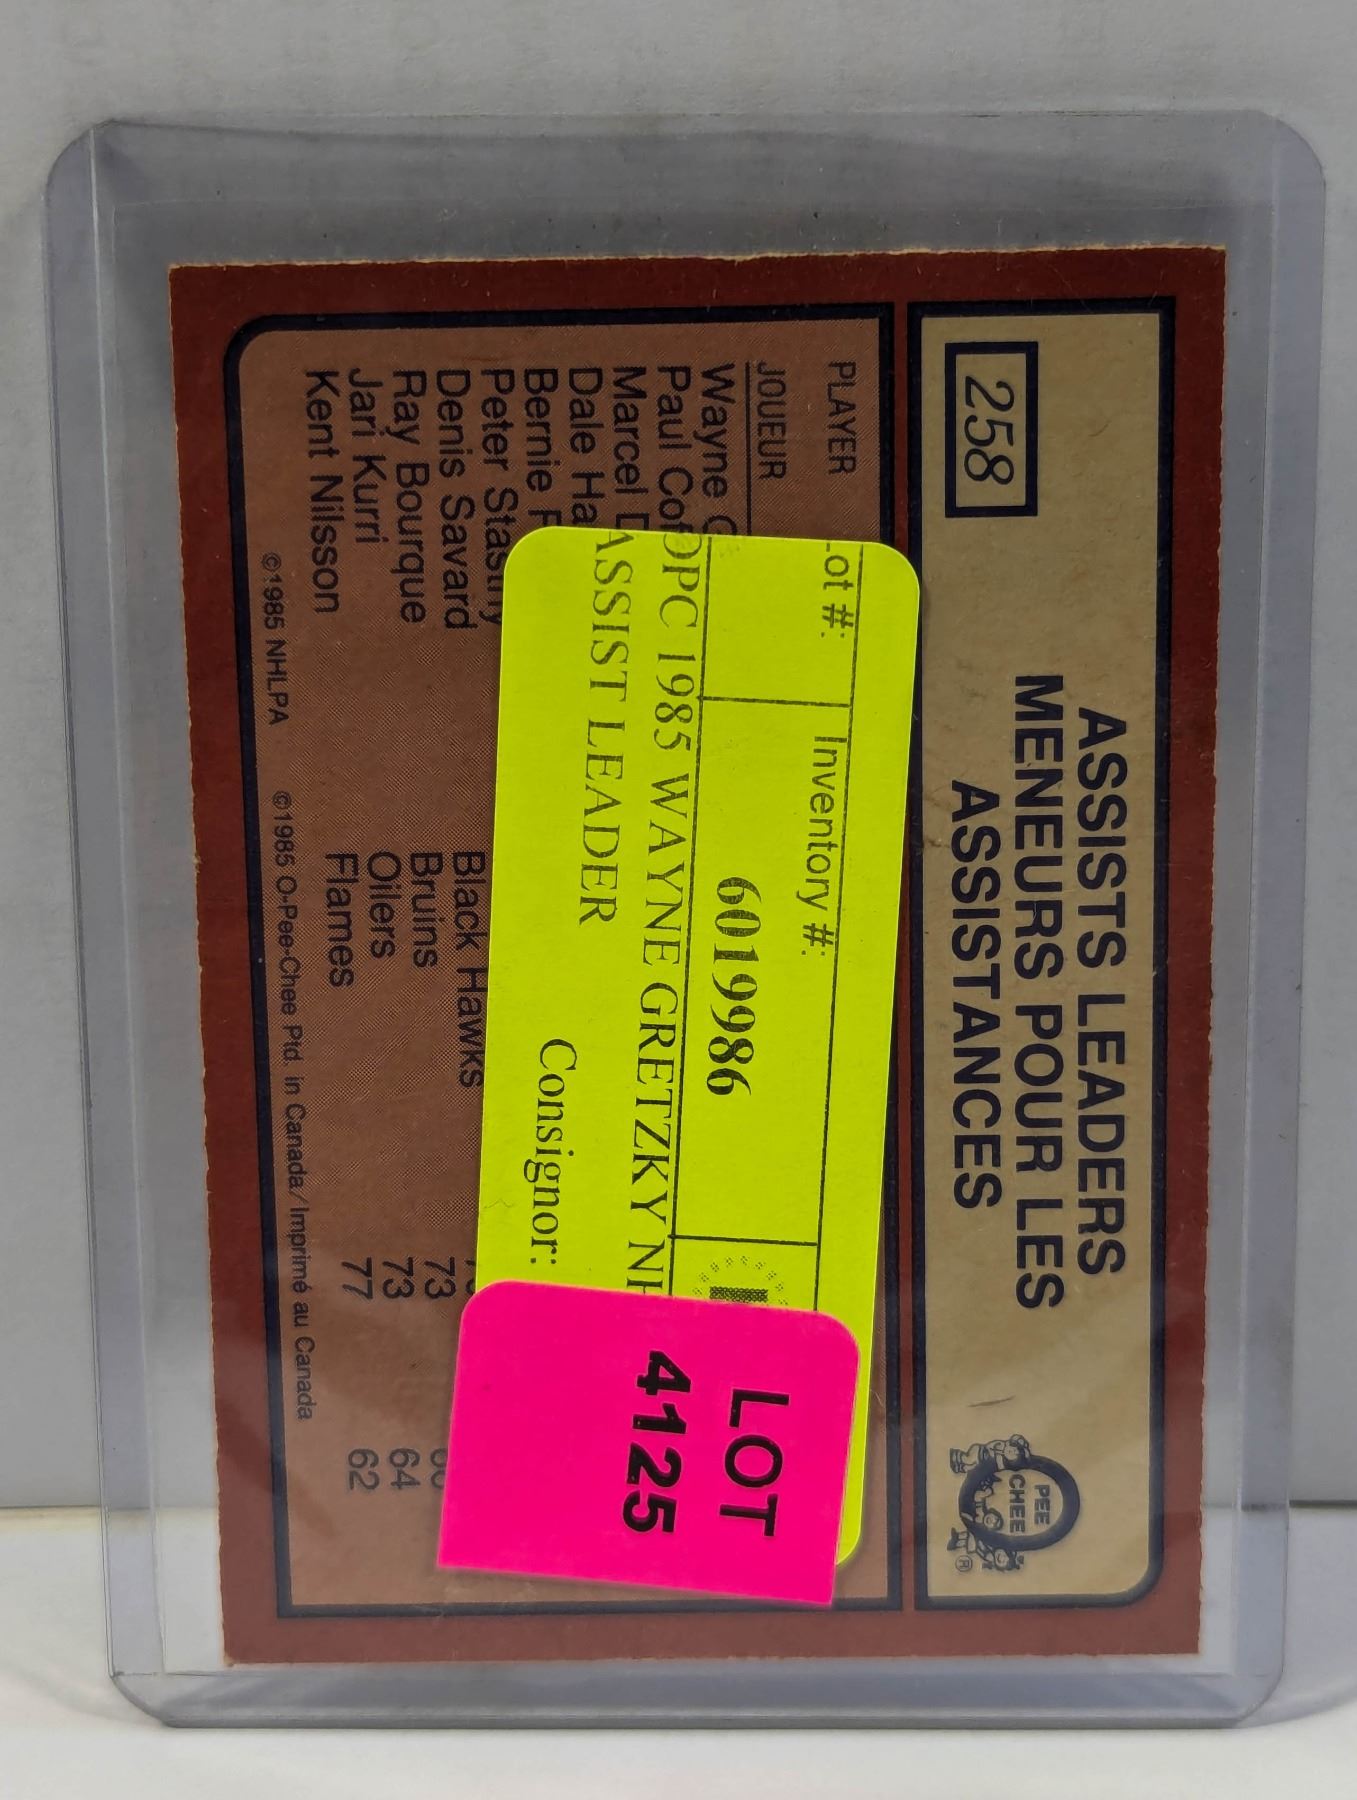 258
ASSISTS LEADERS
MENEURS POUR LES
ASSISTANCES
PEE
CHEE
®
PLAYER
JOUEUR
Wayne
Paul
Marcel
Dale
Bernie
Peter Stastny
Denis Savard Black Hawks
Ray Bourque Bruins 73
Jari Kurri Oilers 73 64
Kent Nilsson Flames 77 62
©1985 NHLPA ©1985 O-Pee-Chee Ptd. in Canada/Imprimé au Canada
Lot #: Inventory #:
6019986
OPC 1985 WAYNE GRETZKY
ASSIST LEADER
Consignor:
LOT
4125